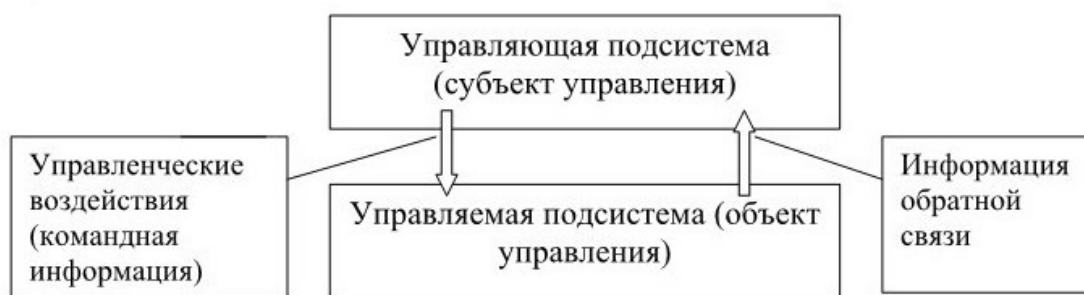 Управляющая подсистема
(субъект управления)
Управленческие
воздействия
(командная
информация)
Информация
обратной
связи
Управляемая подсистема (объект
управления)